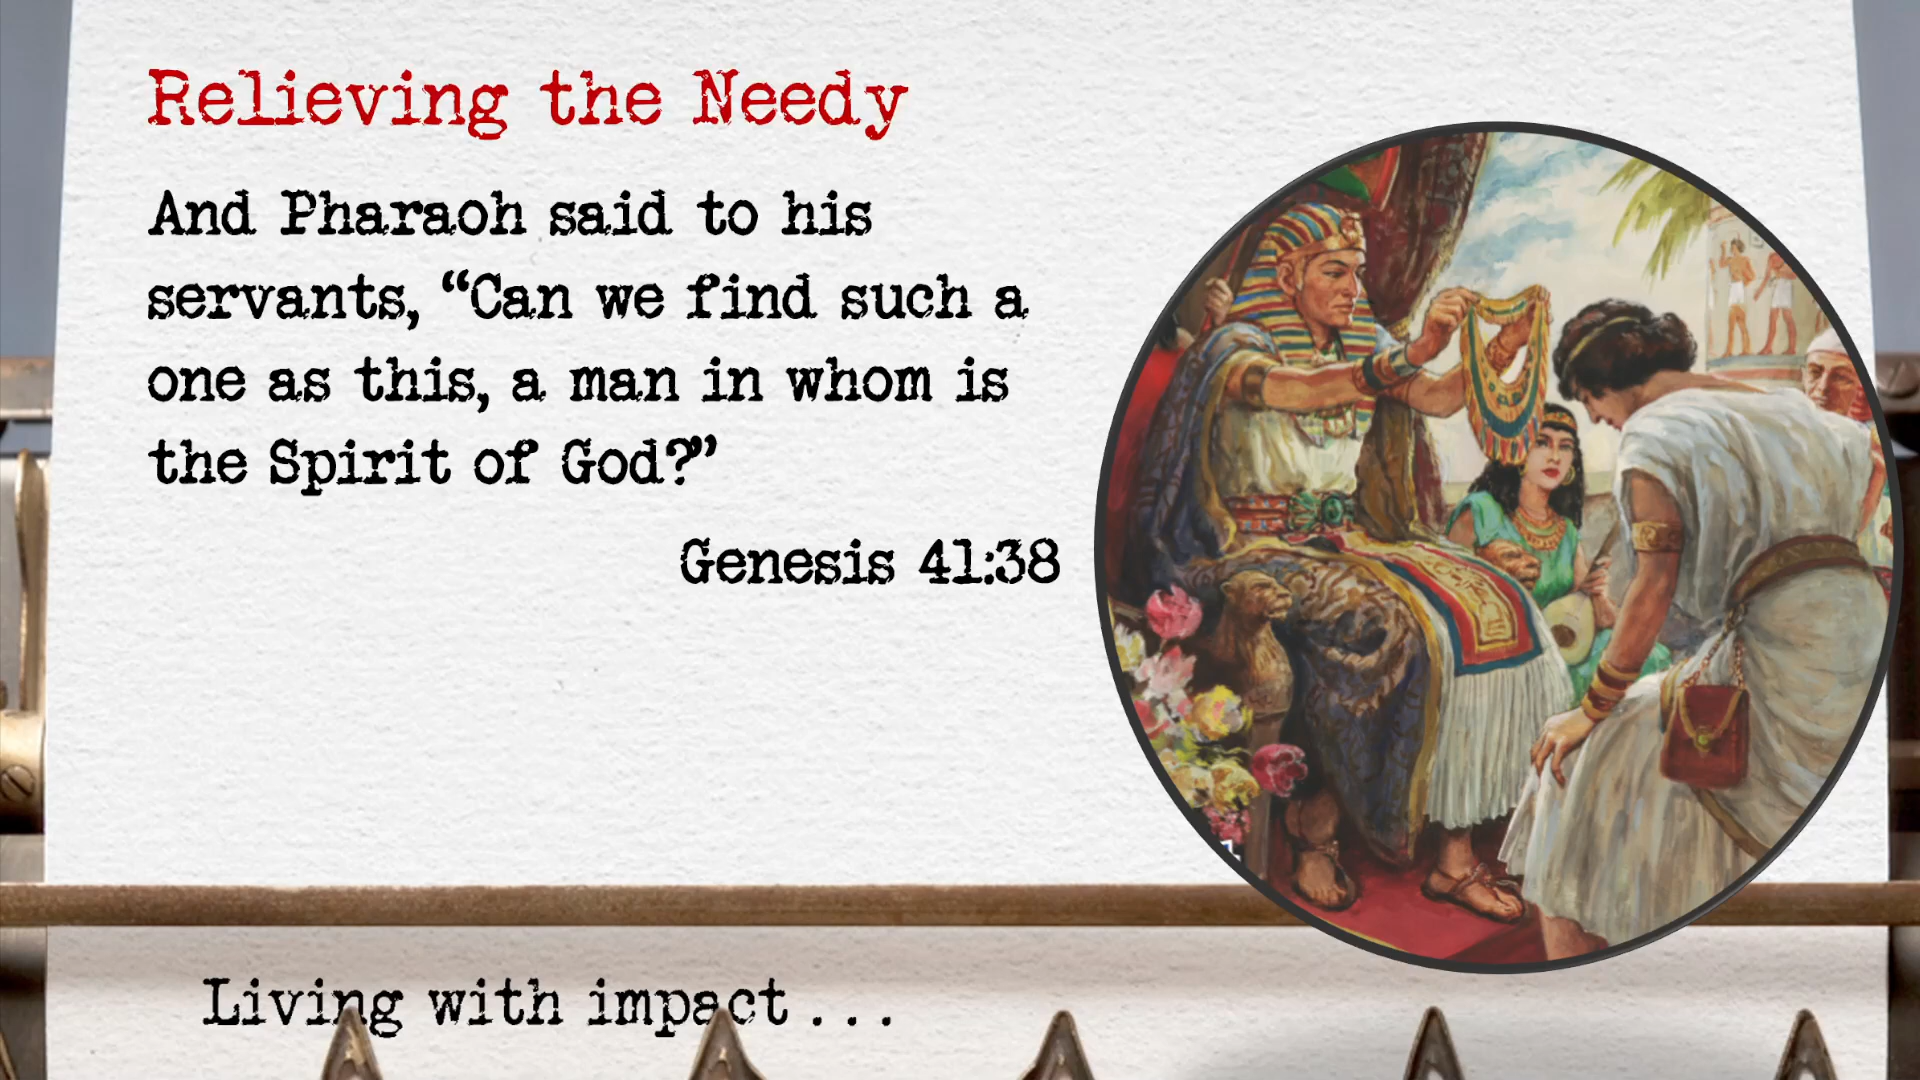 Relieving the Needy
And Pharaoh said to his
servants, “Can we find such a
one as this, a man in whom is
the Spirit of God?”
Genesis 41:38
Living with impact . . .